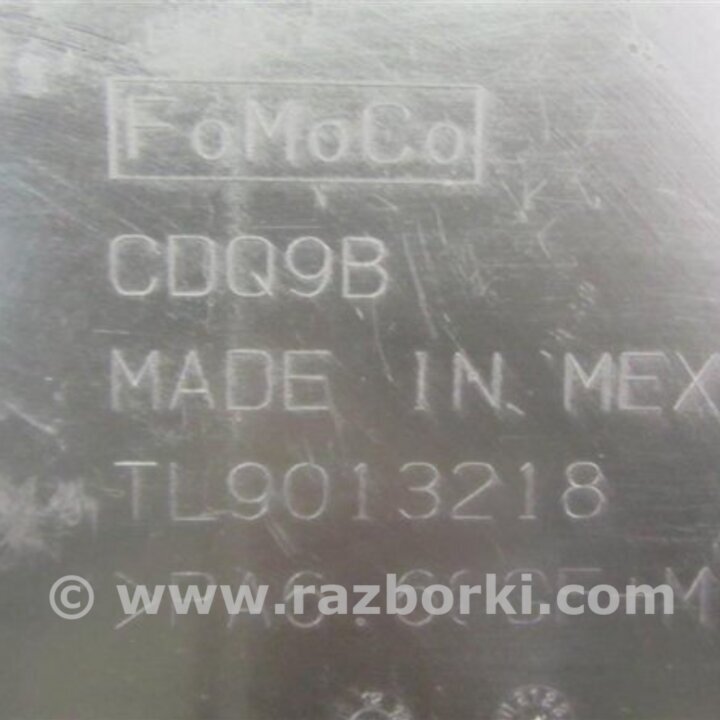 FoMoCo
CDQ9B
MADE IN MEX
TL9013218
© www.razborki.com